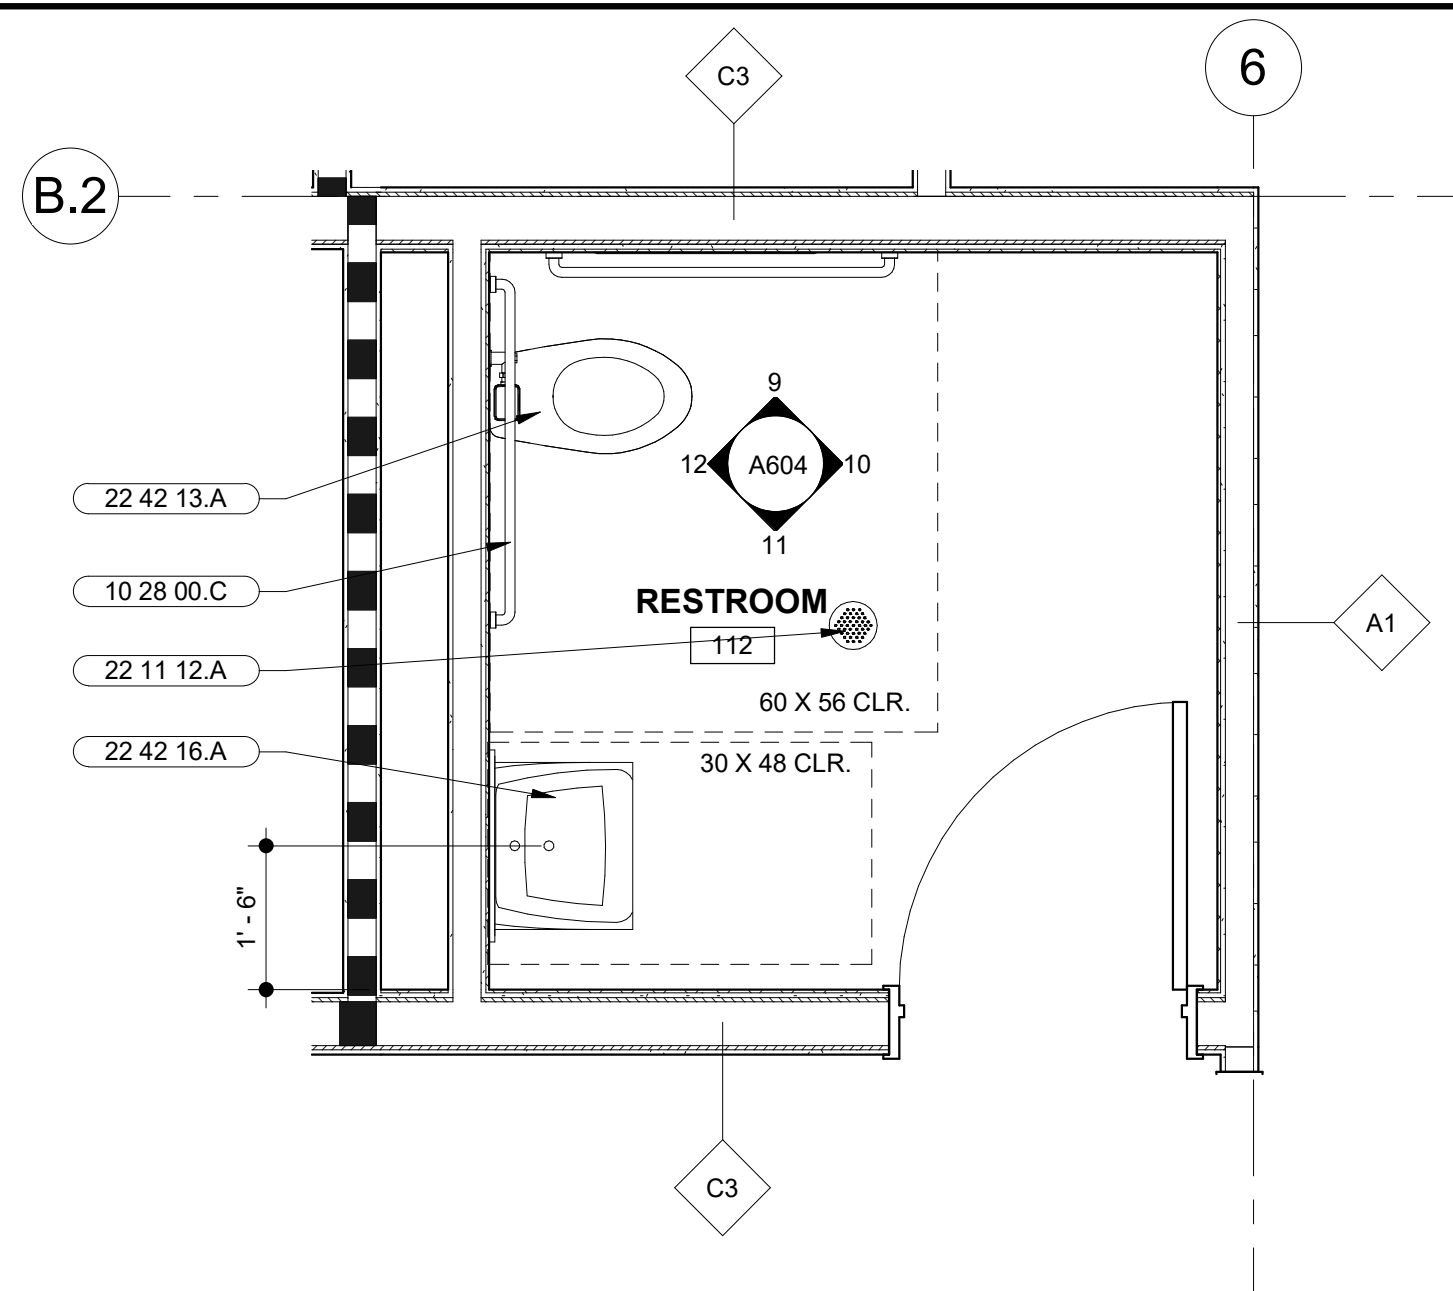 C3
6
B.2
9
12
A604
10
11
22 42 13.A
10 28 00.C
RESTROOM
112
A1
22 11 12.A
60 X 56 CLR.
22 42 16.A
30 X 48 CLR.
1' - 6"
C3